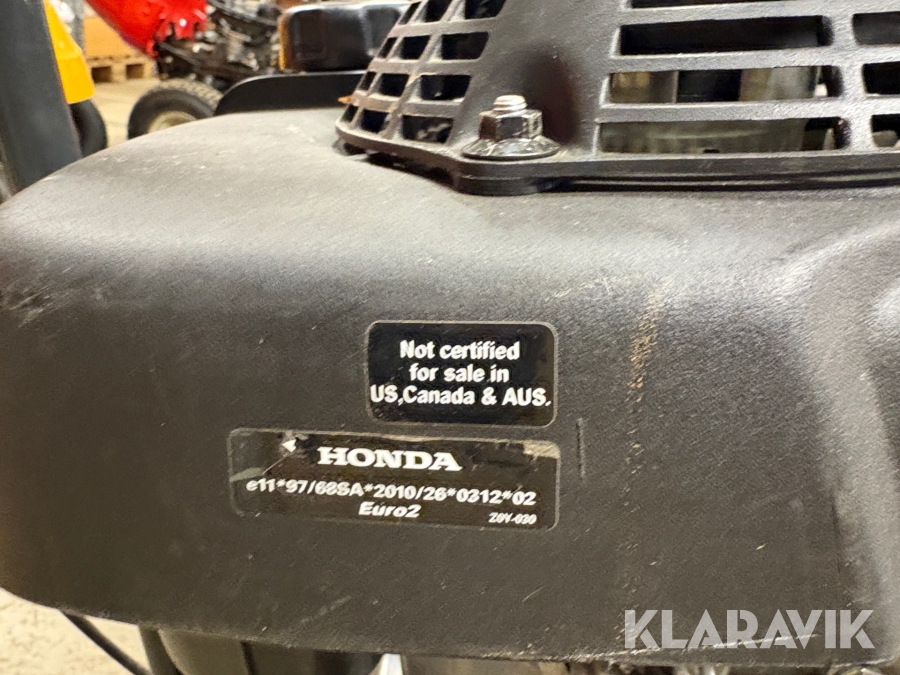 Not certified
for sale in
US,Canada & AUS.
HONDA
e11*97/68SA*2010/26*0312*02
Euro2 Z0Y-030
KLARAVIK